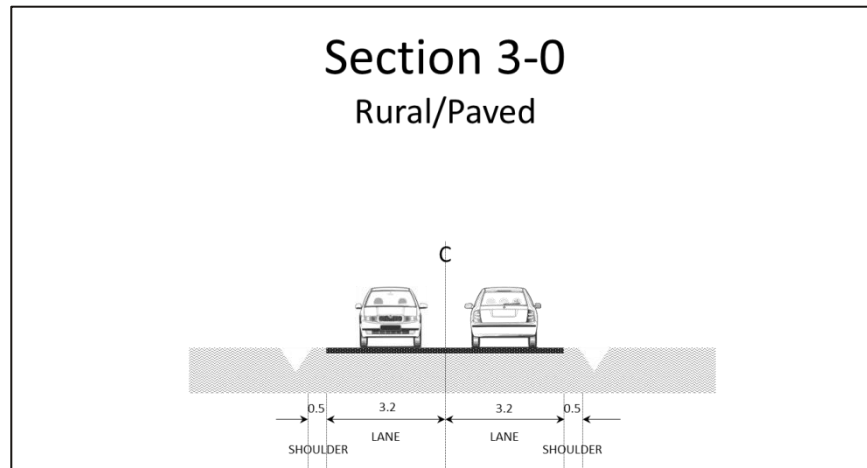 Section 3-0
Rural/Paved
C
0.5 3.2 3.2 0.5
LANE LANE
SHOULDER SHOULDER